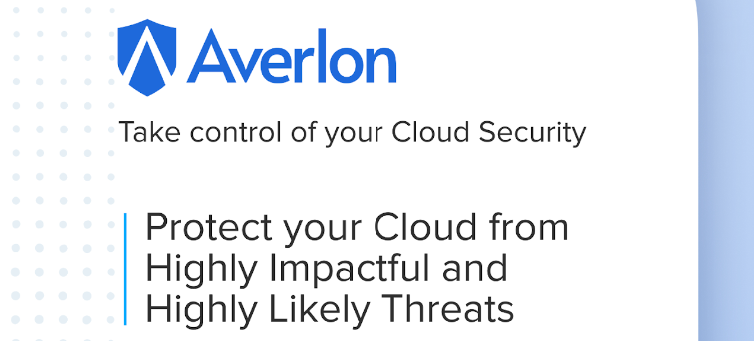 Averlon
Take control of your Cloud Security
Protect your Cloud from
Highly Impactful and
Highly Likely Threats